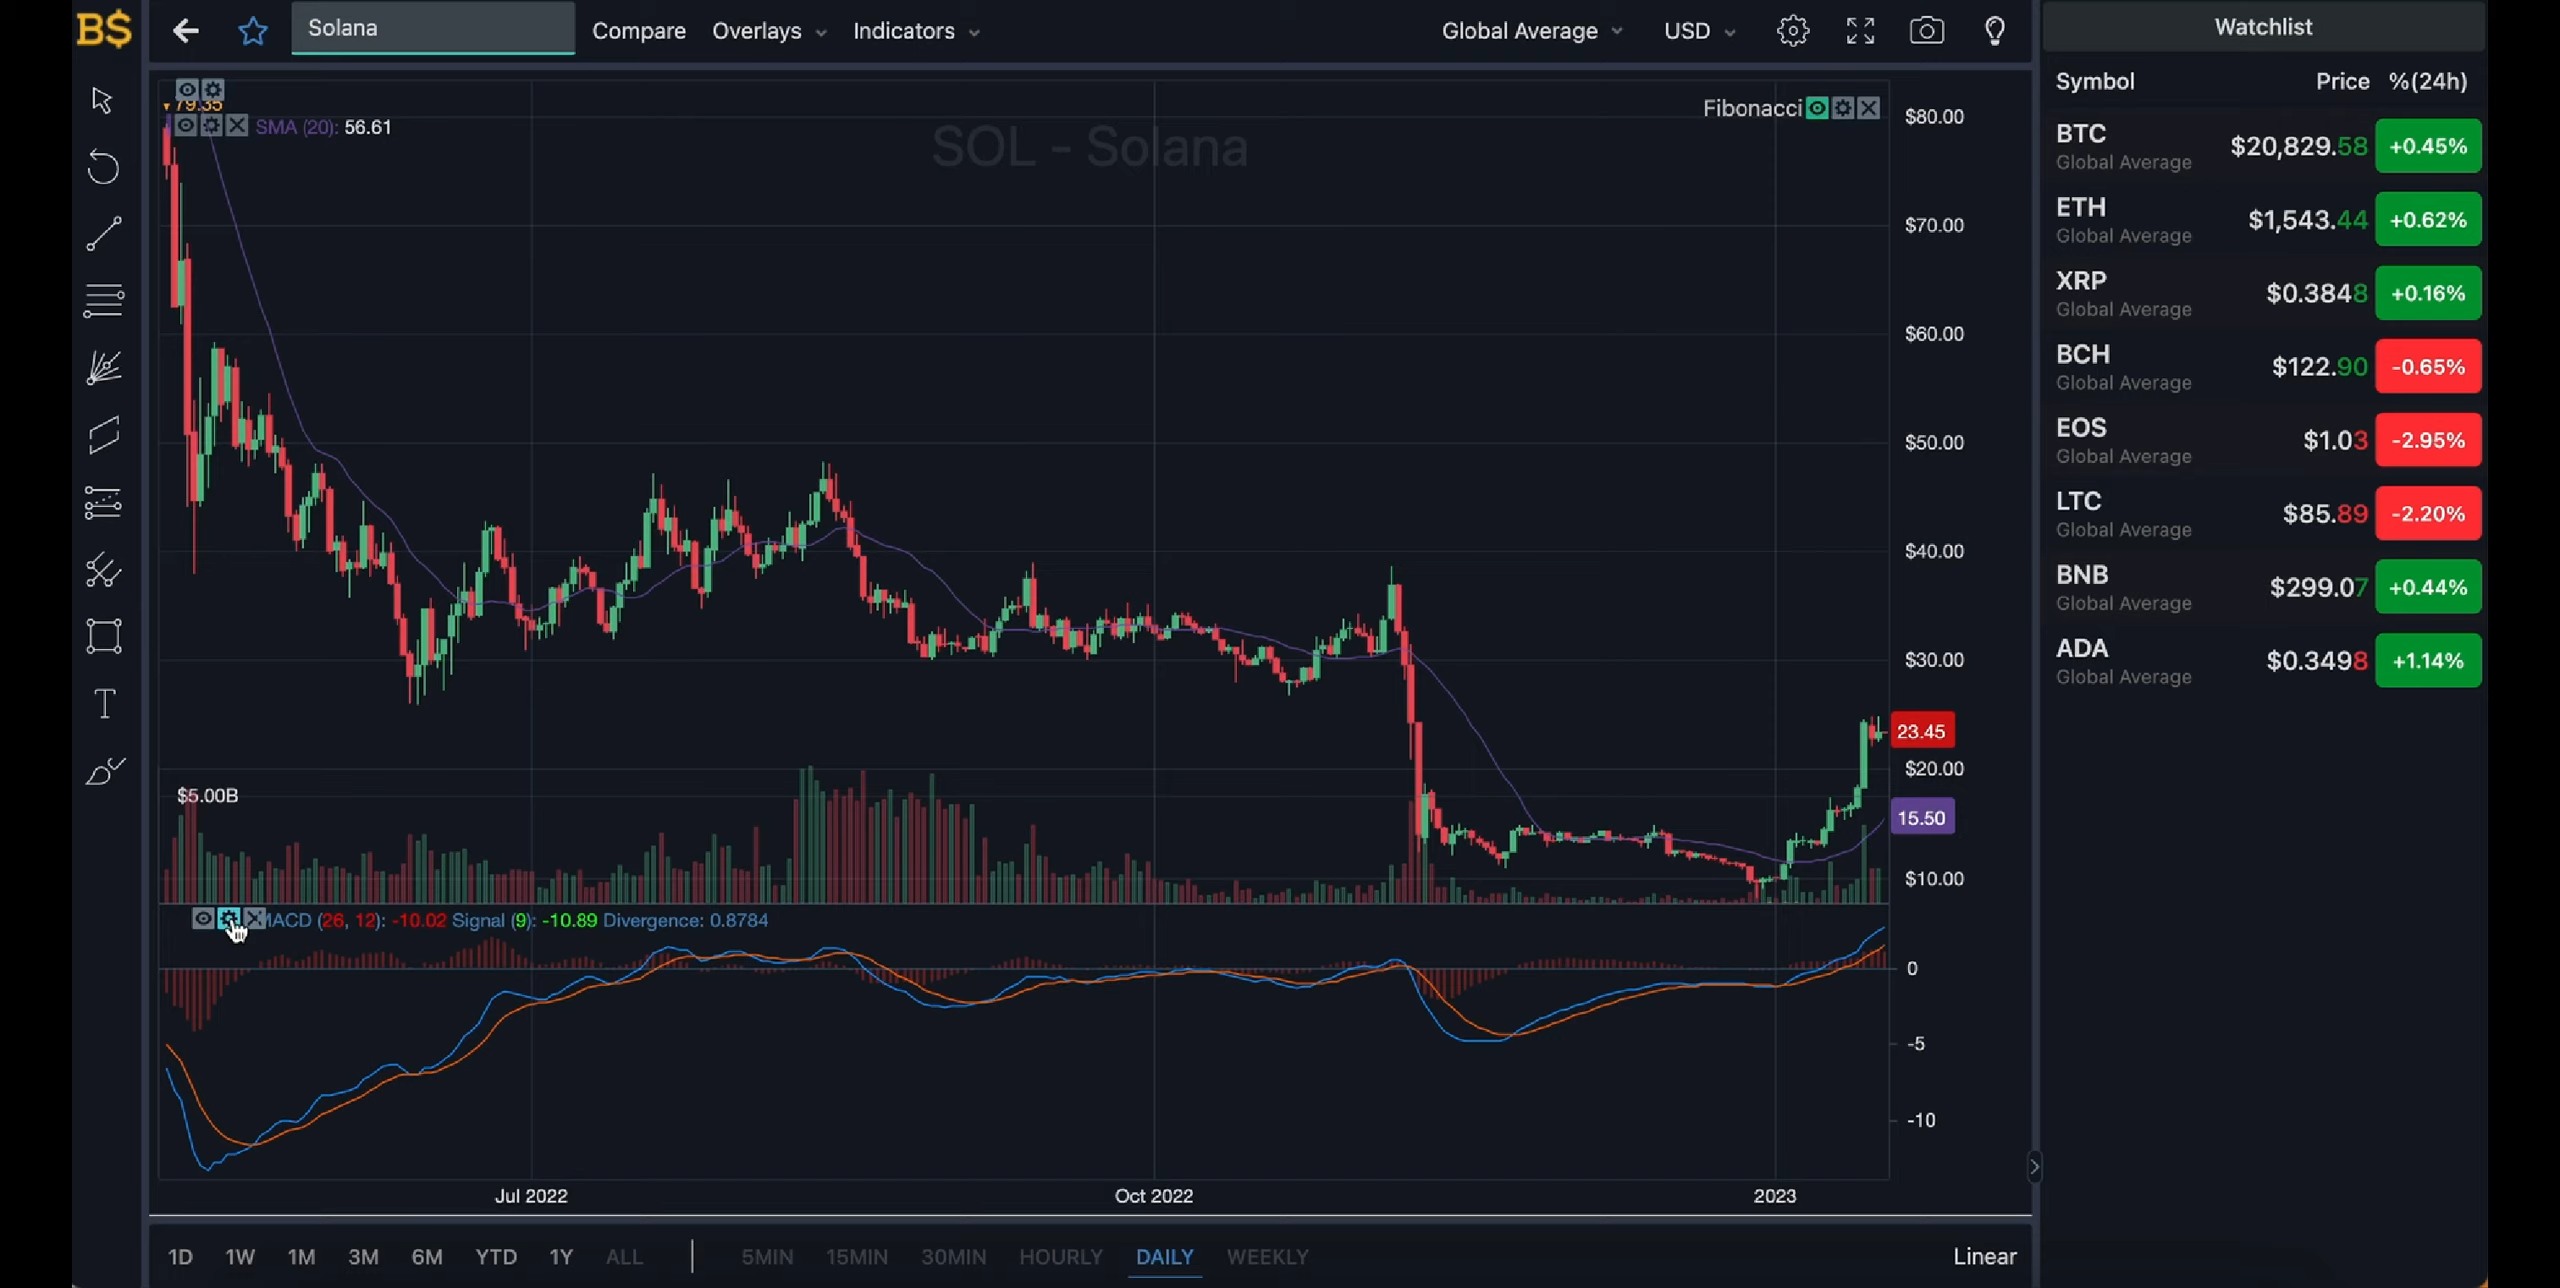 B$
Solana
Compare
Overlays
Indicators
Global Average
USD
Watchlist
Symbol Price %(24h)
79.35
SMA (20): 56.61
SOL - Solana
Fibonacci
$80.00
$70.00
$60.00
$50.00
$40.00
$30.00
23.45
$20.00
15.50
$10.00
$5.00B
MACD (26, 12): -10.02 Signal (9): -10.89 Divergence: 0.8784
0
-5
-10
Jul 2022 Oct 2022 2023
1D 1W 1M 3M 6M YTD 1Y ALL 5MIN 15MIN 30MIN HOURLY DAILY WEEKLY Linear
BTC $20,829.58 +0.45%
Global Average
ETH $1,543.44 +0.62%
Global Average
XRP $0.3848 +0.16%
Global Average
BCH $122.90 -0.65%
Global Average
EOS $1.03 -2.95%
Global Average
LTC $85.89 -2.20%
Global Average
BNB $299.07 +0.44%
Global Average
ADA $0.3498 +1.14%
Global Average